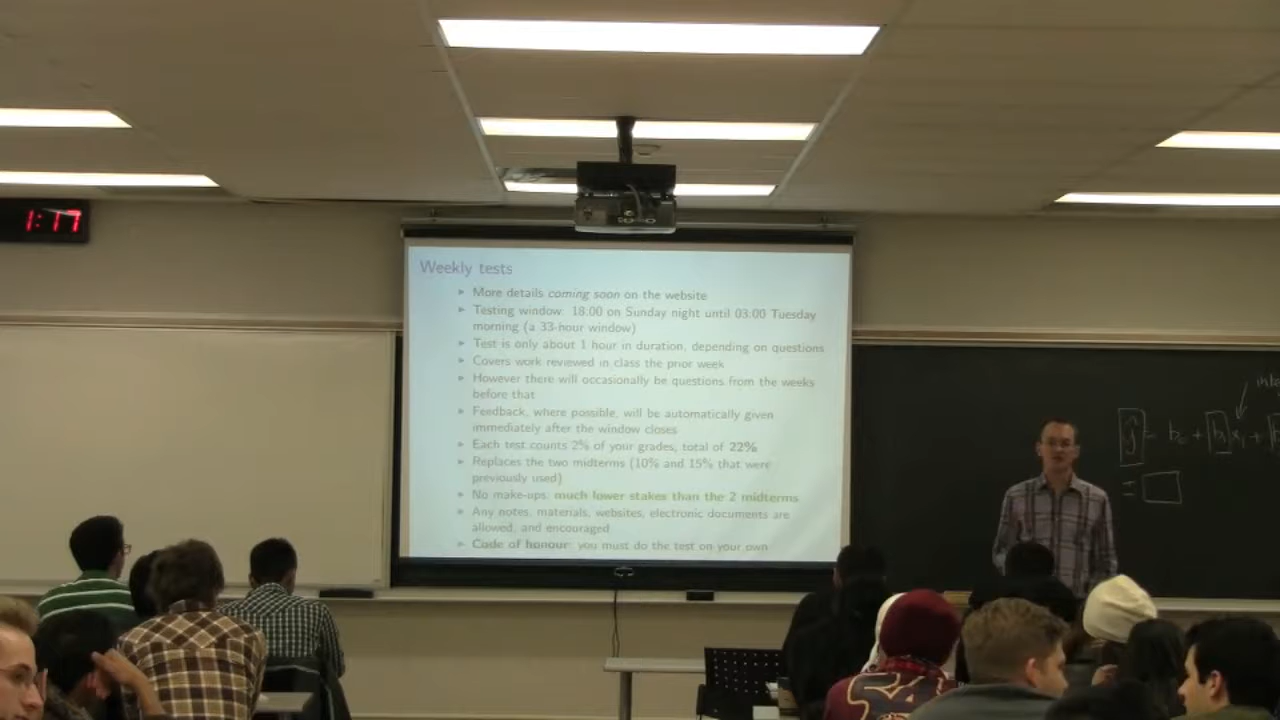 1:17
Weekly tests
► More details coming soon on the website
► Testing window: 18.00 on Sunday night until 03:00 Tuesday
morning (a 33-hour window)
► Test is only about 1 hour in duration, depending on questions
► Covers work reviewed in class the prior week
► However there will occasionally be questions from the weeks
before that
► Feedback, where possible, will be automatically given
immediately after the window closes
► Each test counts 2% of your grades, total of 22%
► Replaces the two midterms (10% and 15% that were
previously used)
► No make-ups: much lower stakes than the 2 midterms
► Any notes, materials, websites, electronic documents are
allowed, and encouraged
► Code of honour: you must do the test on your own